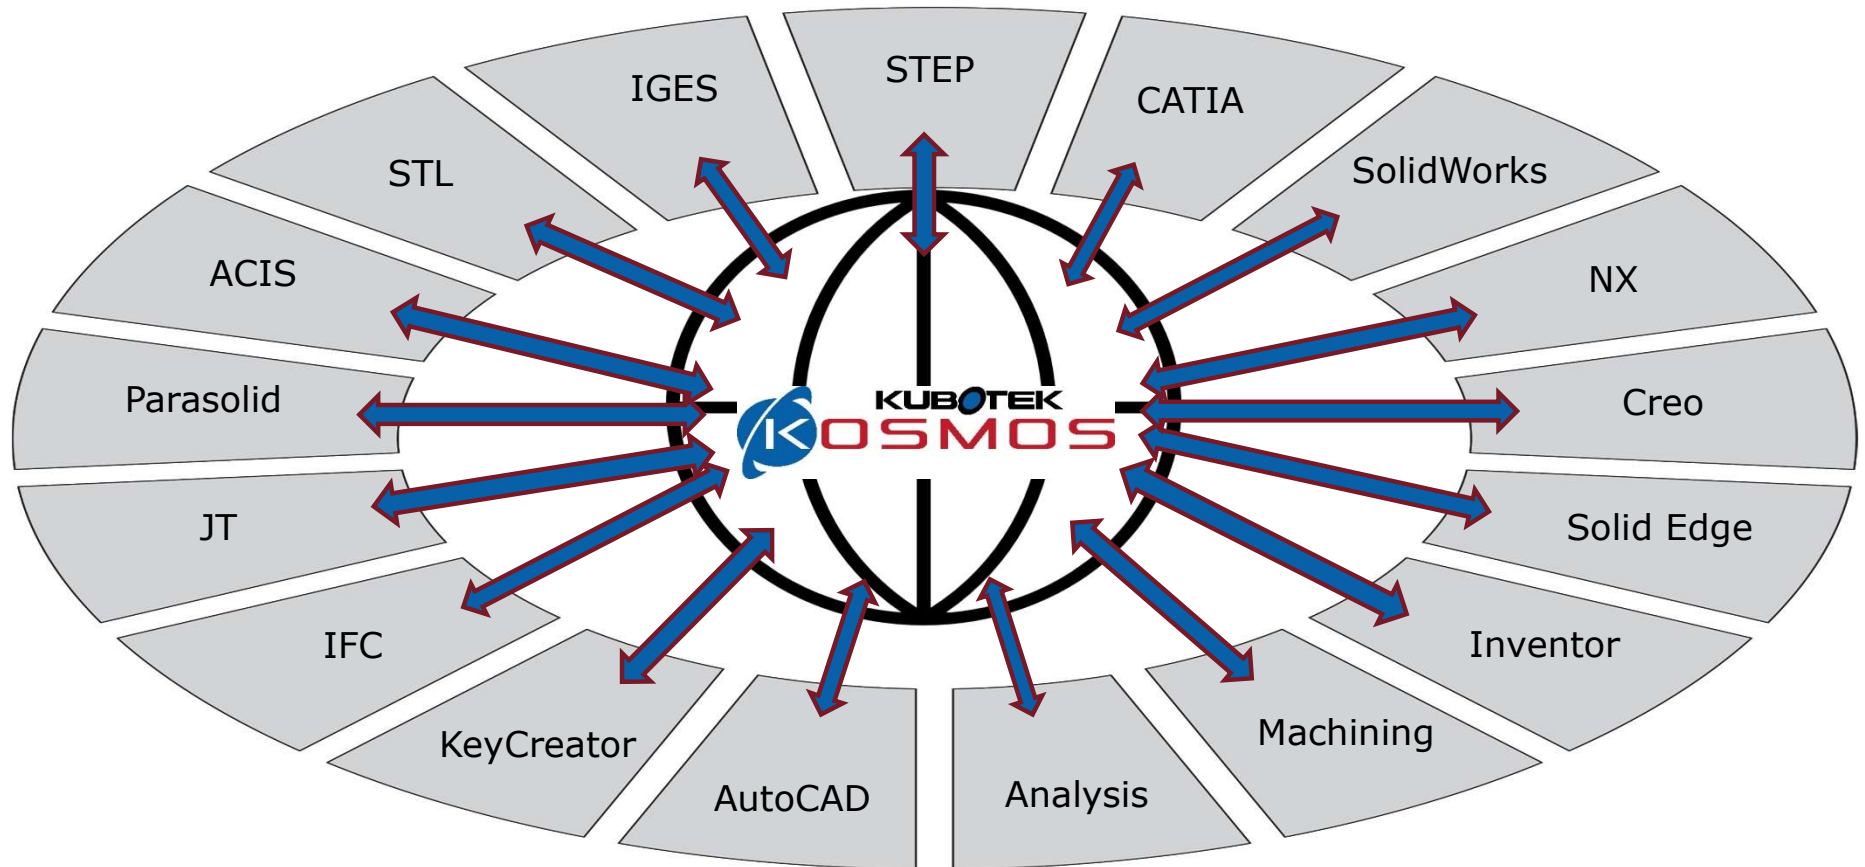 STEP
IGES
CATIA
STL
SolidWorks
ACIS
NX
Parasolid
KUBOTEK
KOSMOS
Creo
JT
Solid Edge
IFC
Inventor
KeyCreator
Machining
AutoCAD
Analysis